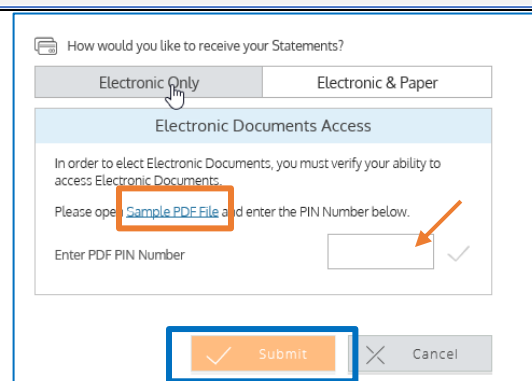 How would you like to receive your Statements?
Electronic Only
Electronic & Paper
Electronic Documents Access
In order to elect Electronic Documents, you must verify your ability to
access Electronic Documents.
Please open Sample PDF File and enter the PIN Number below.
Enter PDF PIN Number
Submit
Cancel